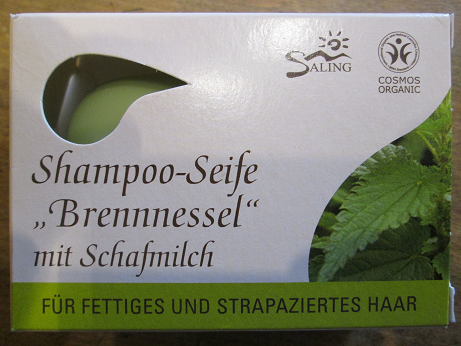 SALING
COSMOS
ORGANIC
Shampoo-Seife
„Brennnessel“
mit Schafmilch
FÜR FETTIGES UND STRAPAZIERTES HAAR